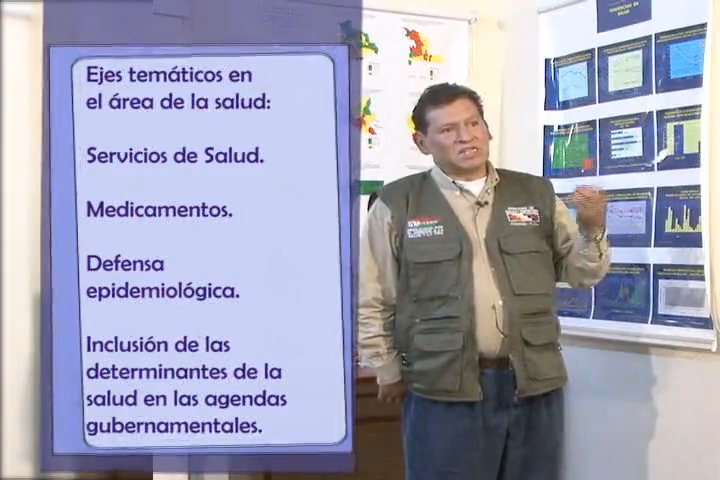 Ejes temáticos en
el área de la salud:
Servicios de Salud.
Medicamentos.
Defensa
epidemiológica.
Inclusión de las
determinantes de la
salud en las agendas
gubernamentales.